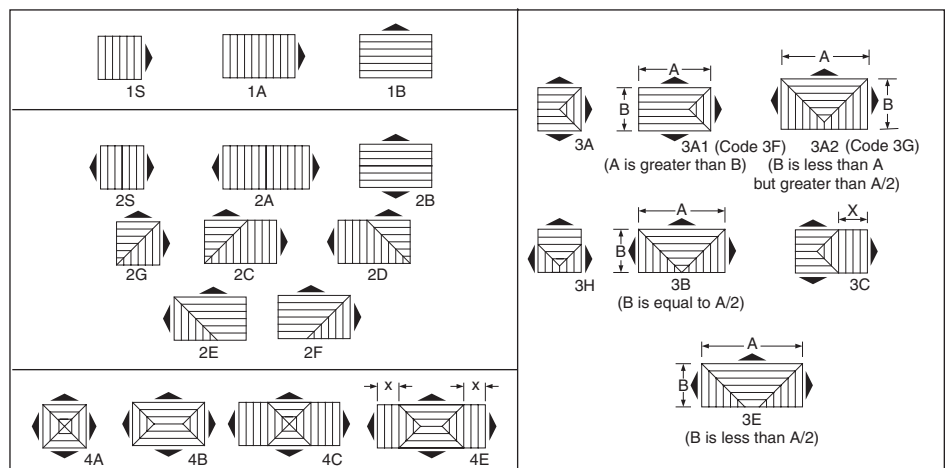 1S 1A 1B
2S 2A 2B
2G 2C 2D
2E 2F
x x
4A 4B 4C 4E
A A
B B
3A 3A1 (Code 3F) 3A2 (Code 3G)
(A is greater than B) (B is less than A
but greater than A/2)
A X
B
3H 3B 3C
(B is equal to A/2)
A
B
3E
(B is less than A/2)